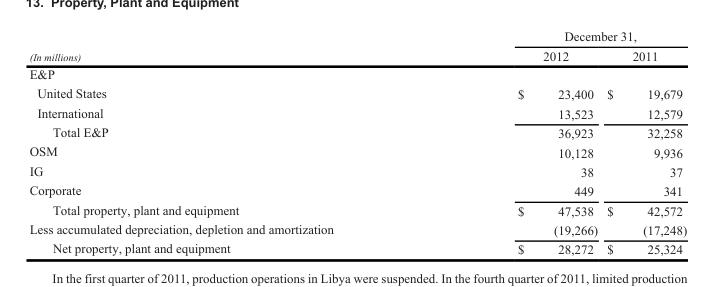 13. Property, Plant and Equipment
December 31,
(In millions) 2012 2011
E&P
United States $ 23,400 $ 19,679
International 13,523 12,579
Total E&P 36,923 32,258
OSM 10,128 9,936
IG 38 37
Corporate 449 341
Total property, plant and equipment $ 47,538 $ 42,572
Less accumulated depreciation, depletion and amortization (19,266) (17,248)
Net property, plant and equipment $ 28,272 $ 25,324
In the first quarter of 2011, production operations in Libya were suspended. In the fourth quarter of 2011, limited production